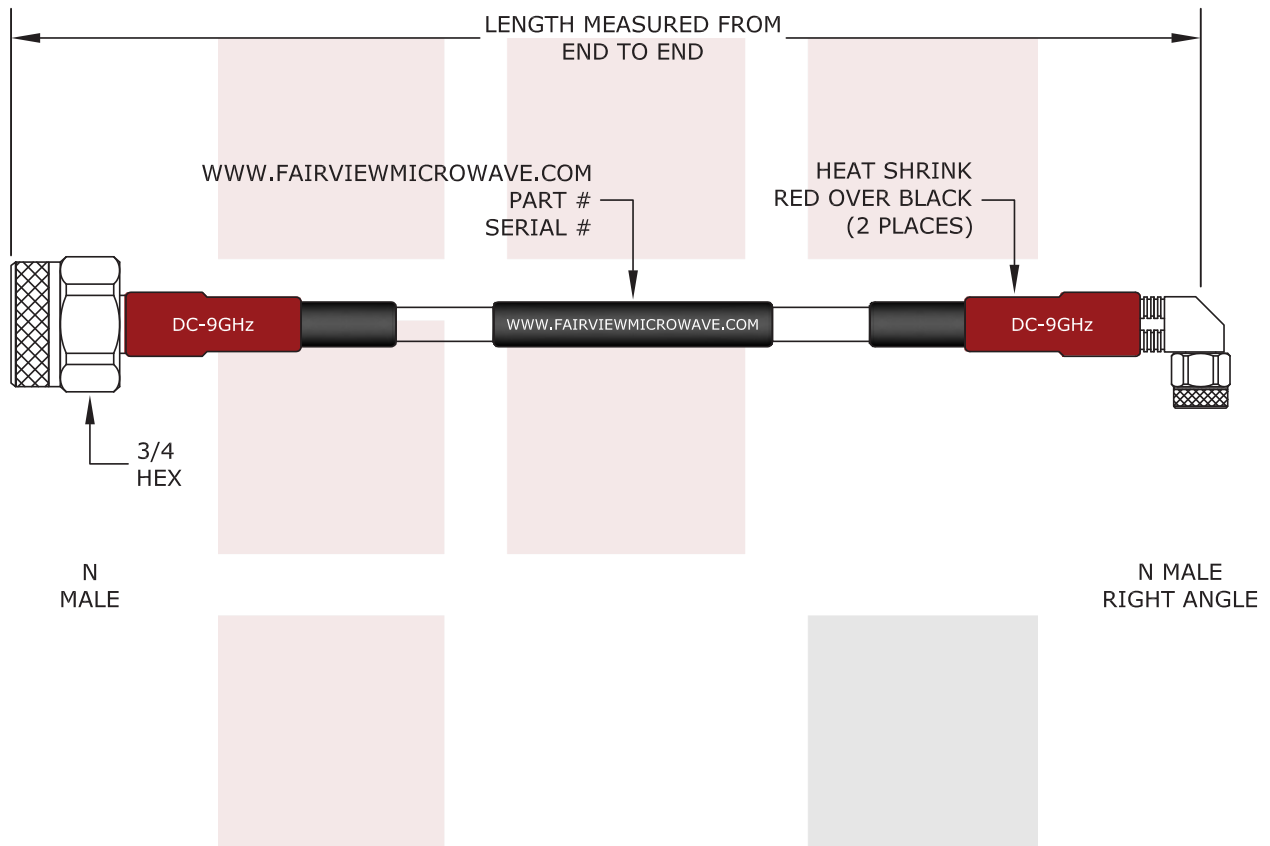 LENGTH MEASURED FROM
END TO END
WWW.FAIRVIEWMICROWAVE.COM
PART #
SERIAL #
HEAT SHRINK
RED OVER BLACK
(2 PLACES)
DC-9GHz
WWW.FAIRVIEWMICROWAVE.COM
DC-9GHz
3/4
HEX
N
MALE
N MALE
RIGHT ANGLE